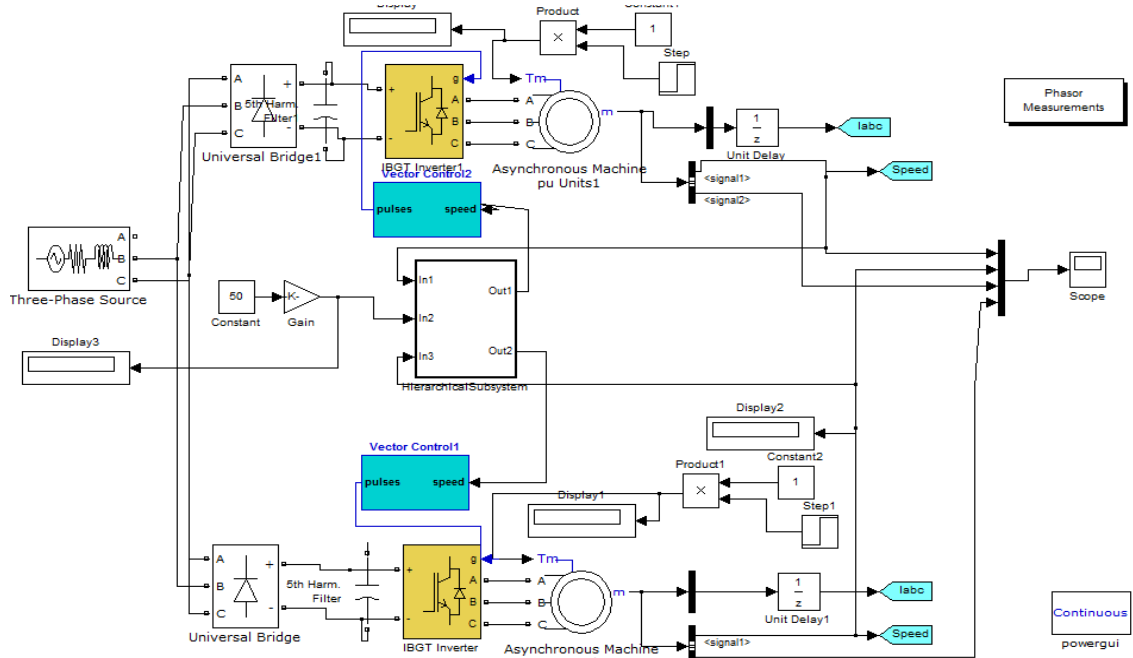 Display
Product
Constant1
1
Step
×
Phasor
Measurements
A
B
C
+
-
5th Harm.
Filter1
Universal Bridge1
+
-
g
A
B
C
IBGT Inverter1
Tm
A
B
C
m
Asynchronous Machine
pu Units1
1
z
Unit Delay
Iabc
<signal1>
<signal2>
Speed
Vector Control2
pulses
speed
A
B
C
Three-Phase Source
50
Constant
-K-
Gain
In1
In2
In3
Out1
Out2
HierarchicalSubsystem
Scope
Display3
Display2
Constant2
1
Product1
×
Step1
Display1
Vector Control1
pulses
speed
A
B
C
+
-
5th Harm.
Filter
Universal Bridge
+
-
g
A
B
C
IBGT Inverter
Tm
A
B
C
m
Asynchronous Machine
1
z
Unit Delay1
Iabc
<signal1>
Speed
Continuous
powergui